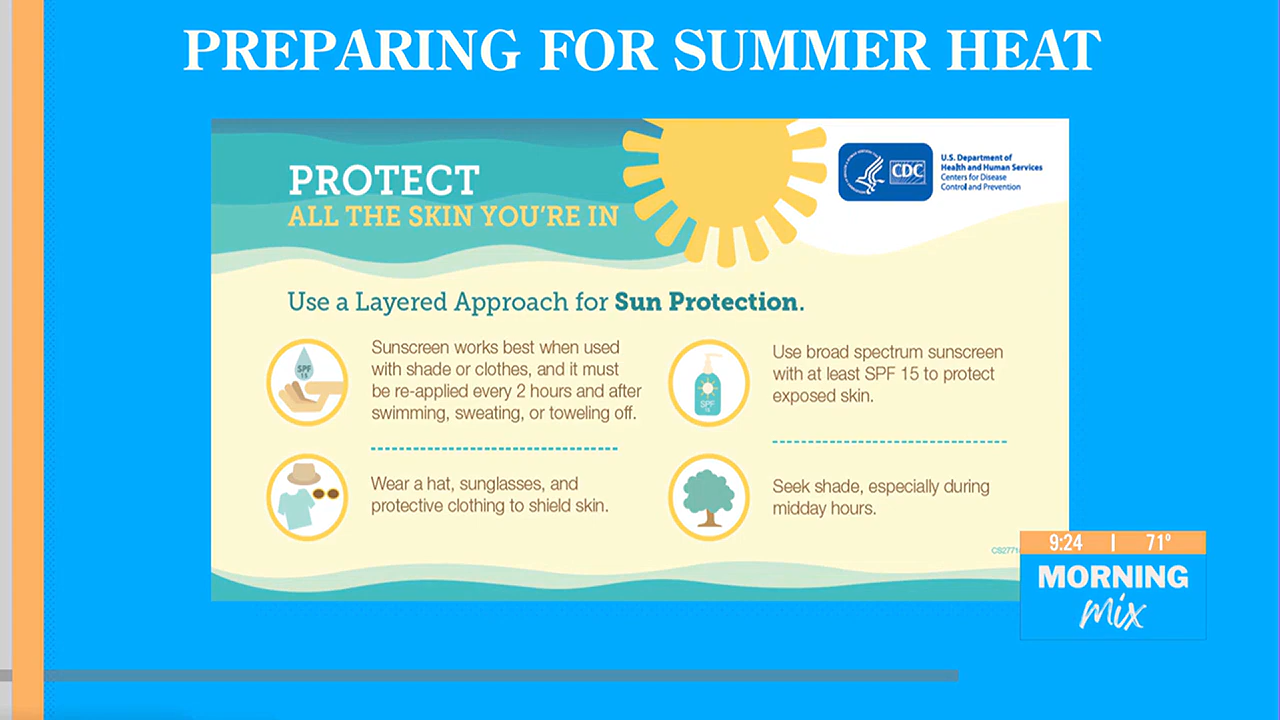 PREPARING FOR SUMMER HEAT
PROTECT
ALL THE SKIN YOU'RE IN
CDC
U.S. Department of
Health and Human Services
Centers for Disease
Control and Prevention
Use a Layered Approach for Sun Protection.
SPF
15
Sunscreen works best when used
with shade or clothes, and it must
be re-applied every 2 hours and after
swimming, sweating, or toweling off.
SPF
15
Use broad spectrum sunscreen
with at least SPF 15 to protect
exposed skin.
Wear a hat, sunglasses, and
protective clothing to shield skin.
Seek shade, especially during
midday hours.
9:24 | 71°
MORNING
mix